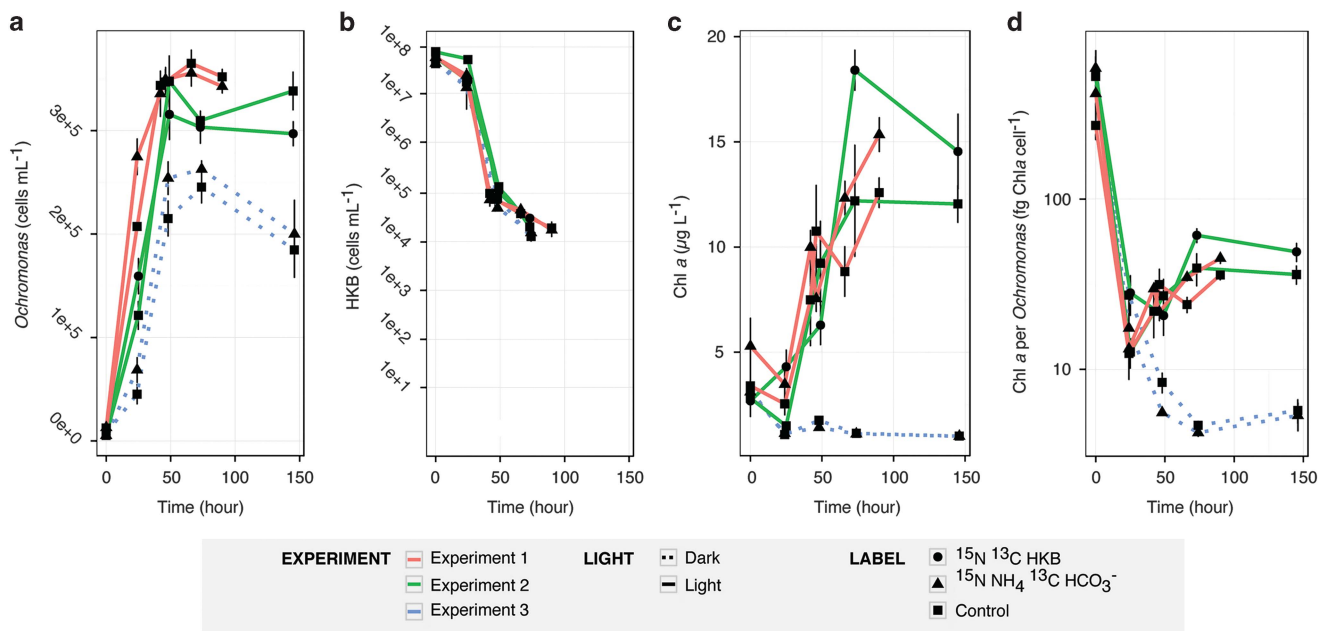 a
3e+5
2e+5
1e+5
0e+0
Ochromonas (cells mL⁻¹)
0 50 100 150
Time (hour)
b
1e+8
1e+7
1e+6
1e+5
1e+4
1e+3
1e+2
1e+1
HKB (cells mL⁻¹)
0 50 100 150
Time (hour)
c
20
15
10
5
Chl a (µg L⁻¹)
0 50 100 150
Time (hour)
d
100
10
Chl a per Ochromonas (fg Chla cell⁻¹)
0 50 100 150
Time (hour)
EXPERIMENT
Experiment 1
Experiment 2
Experiment 3
LIGHT
Dark
Light
LABEL
¹⁵N ¹³C HKB
¹⁵N NH₄ ¹³C HCO₃⁻
Control